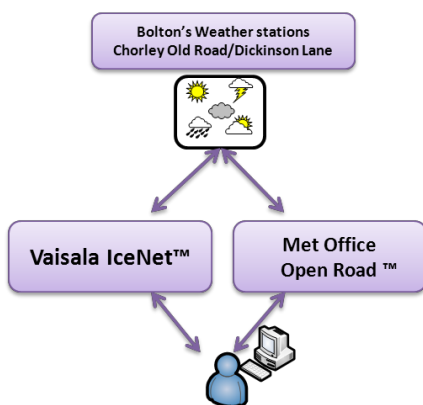 Bolton's Weather stations
Chorley Old Road/Dickinson Lane
Vaisala IceNet™
Met Office
Open Road ™